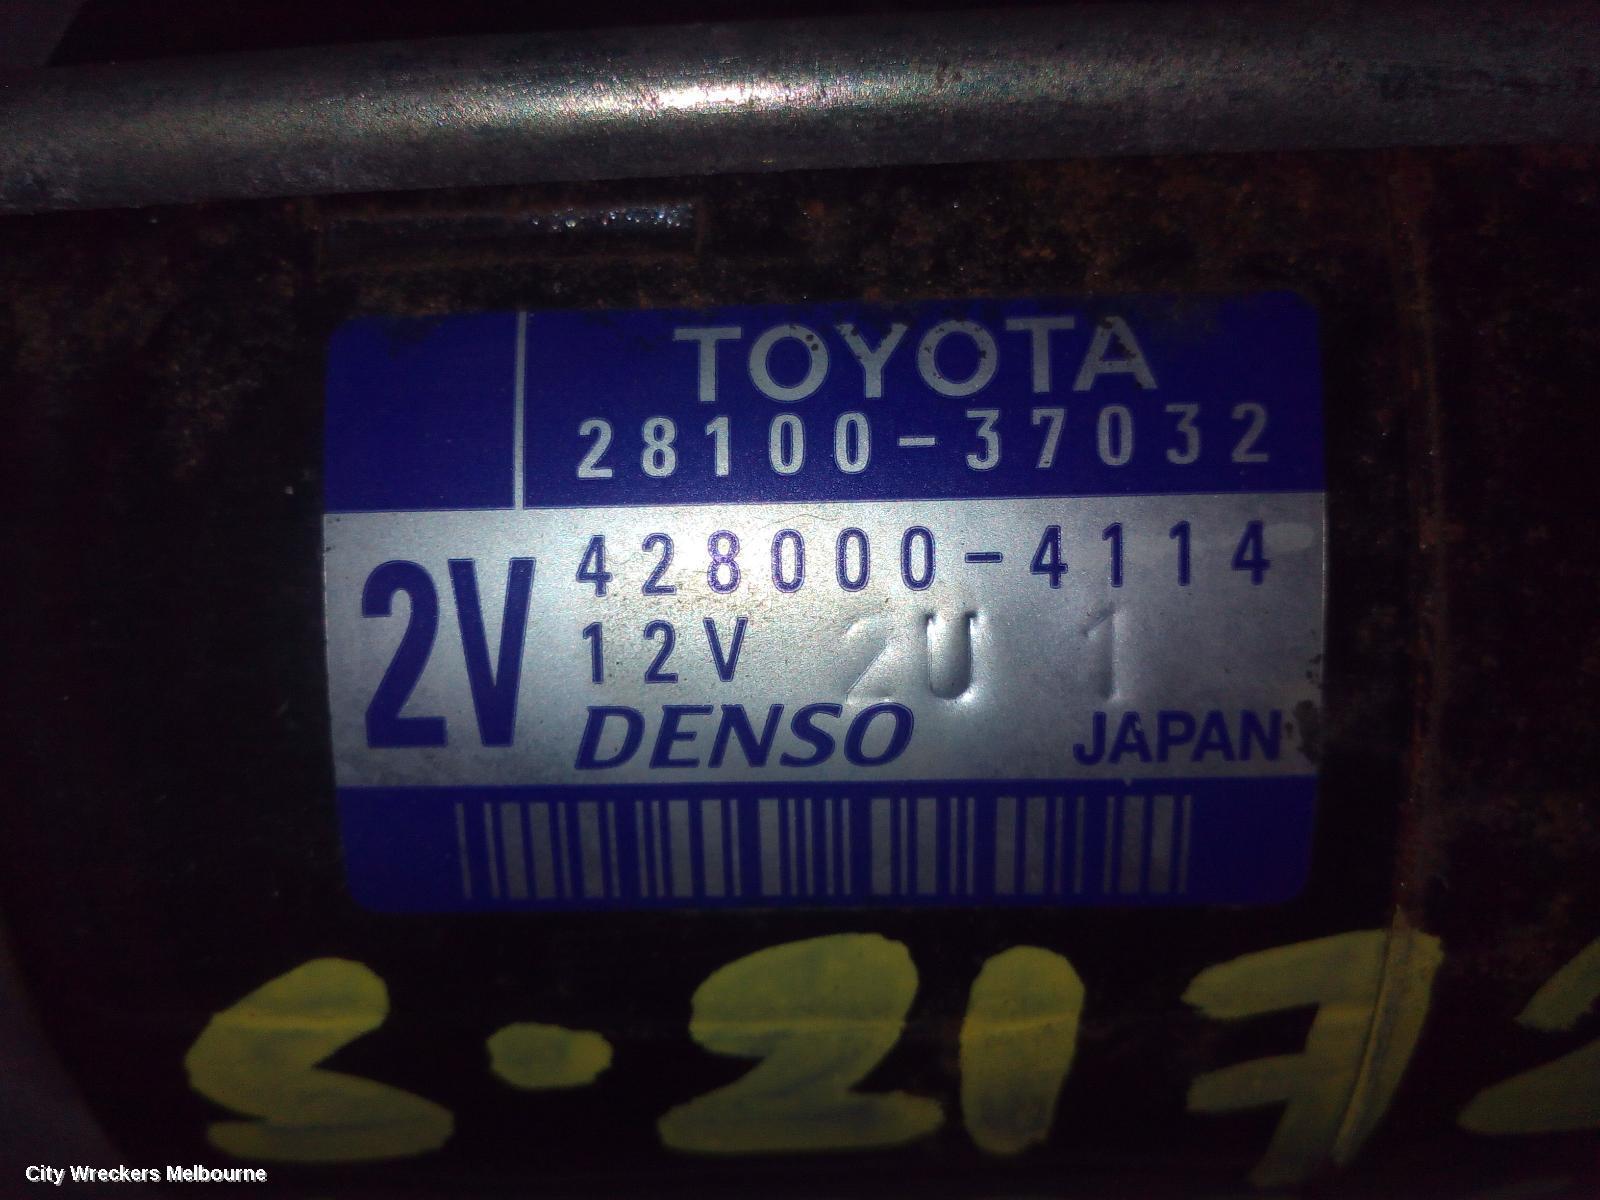 TOYOTA
28100-37032
2V
428000-4114
12V 2U 1
DENSO JAPAN
City Wreckers Melbourne